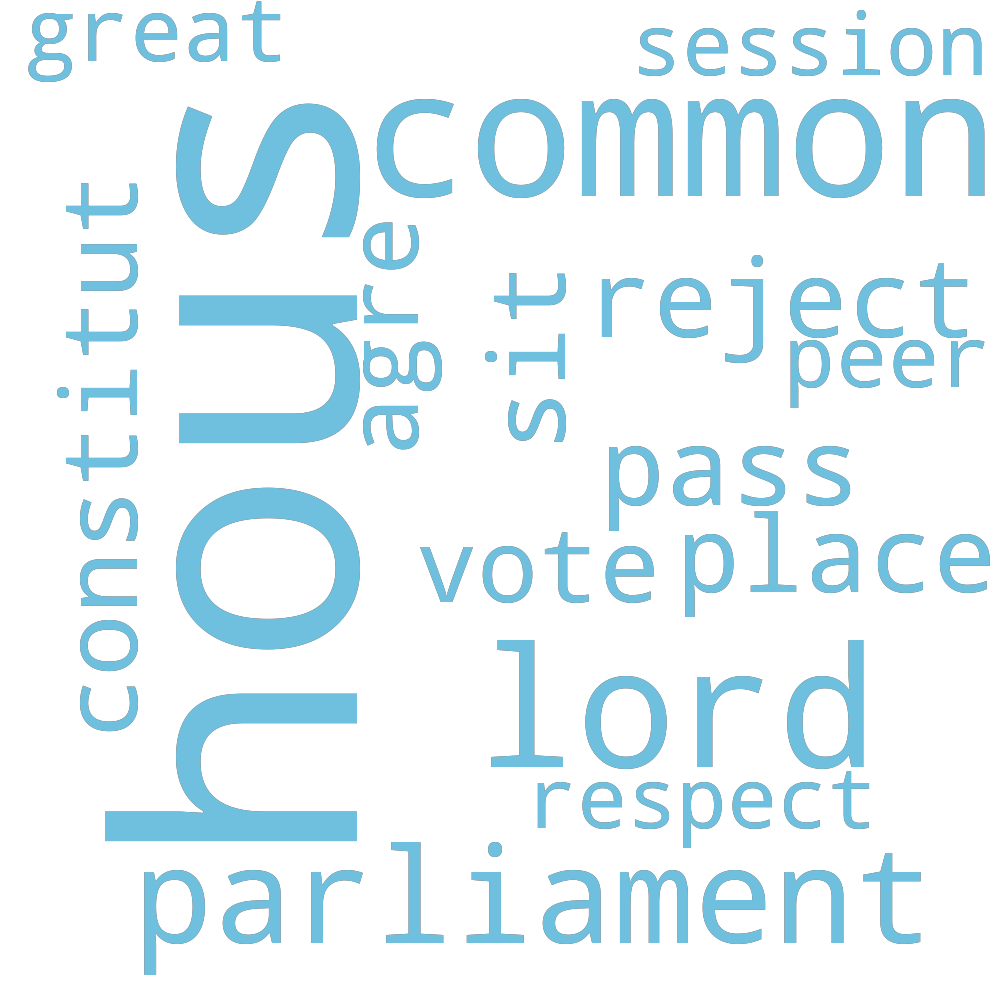 great
session
common
hous
constitut
agre
sit
reject
peer
pass
vote
place
lord
respect
parliament